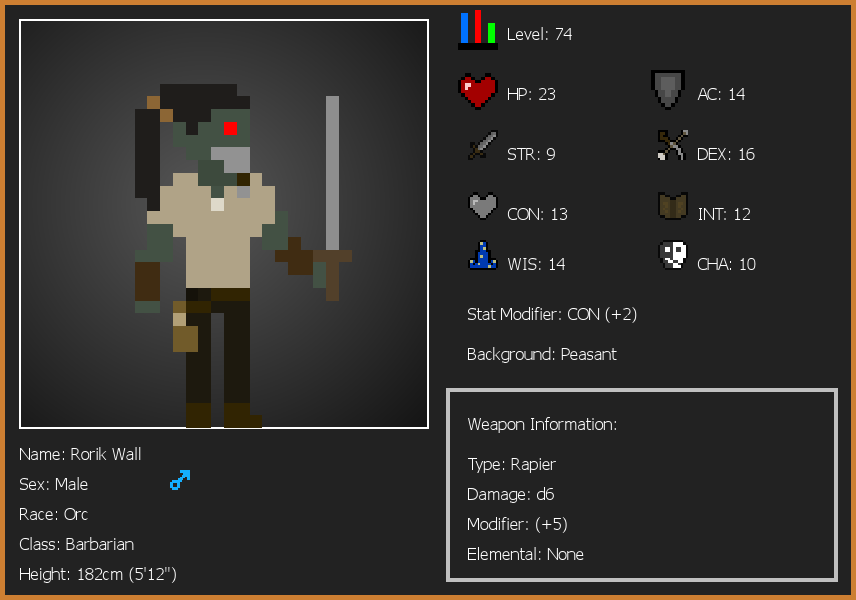 Level: 74
HP: 23
AC: 14
STR: 9
DEX: 16
CON: 13
INT: 12
WIS: 14
CHA: 10
Stat Modifier: CON (+2)
Background: Peasant
Weapon Information:
Type: Rapier
Damage: d6
Modifier: (+5)
Elemental: None
Name: Rorik Wall
Sex: Male
Race: Orc
Class: Barbarian
Height: 182cm (5'12")